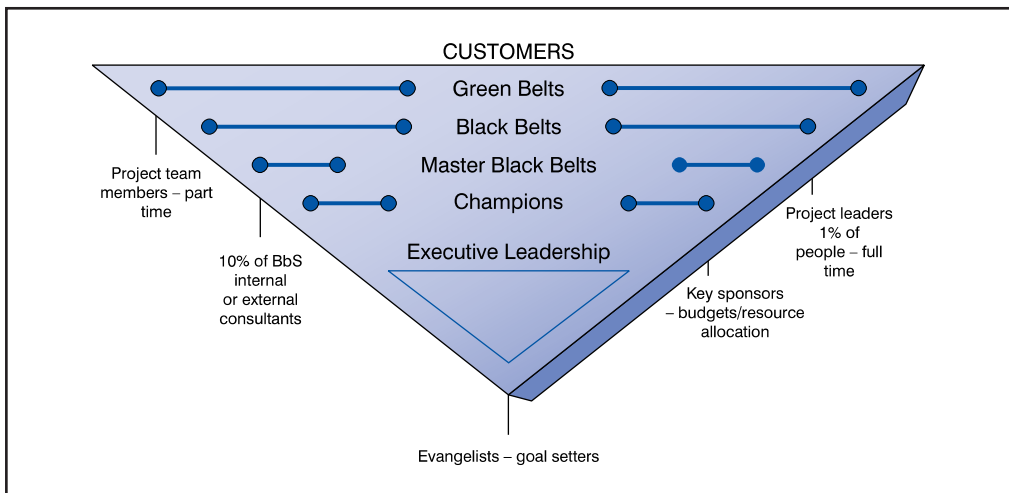 CUSTOMERS
Green Belts
Black Belts
Master Black Belts
Champions
Executive Leadership
Project team
members – part
time
10% of BbS
internal
or external
consultants
Project leaders
1% of
people – full
time
Key sponsors
– budgets/resource
allocation
Evangelists – goal setters